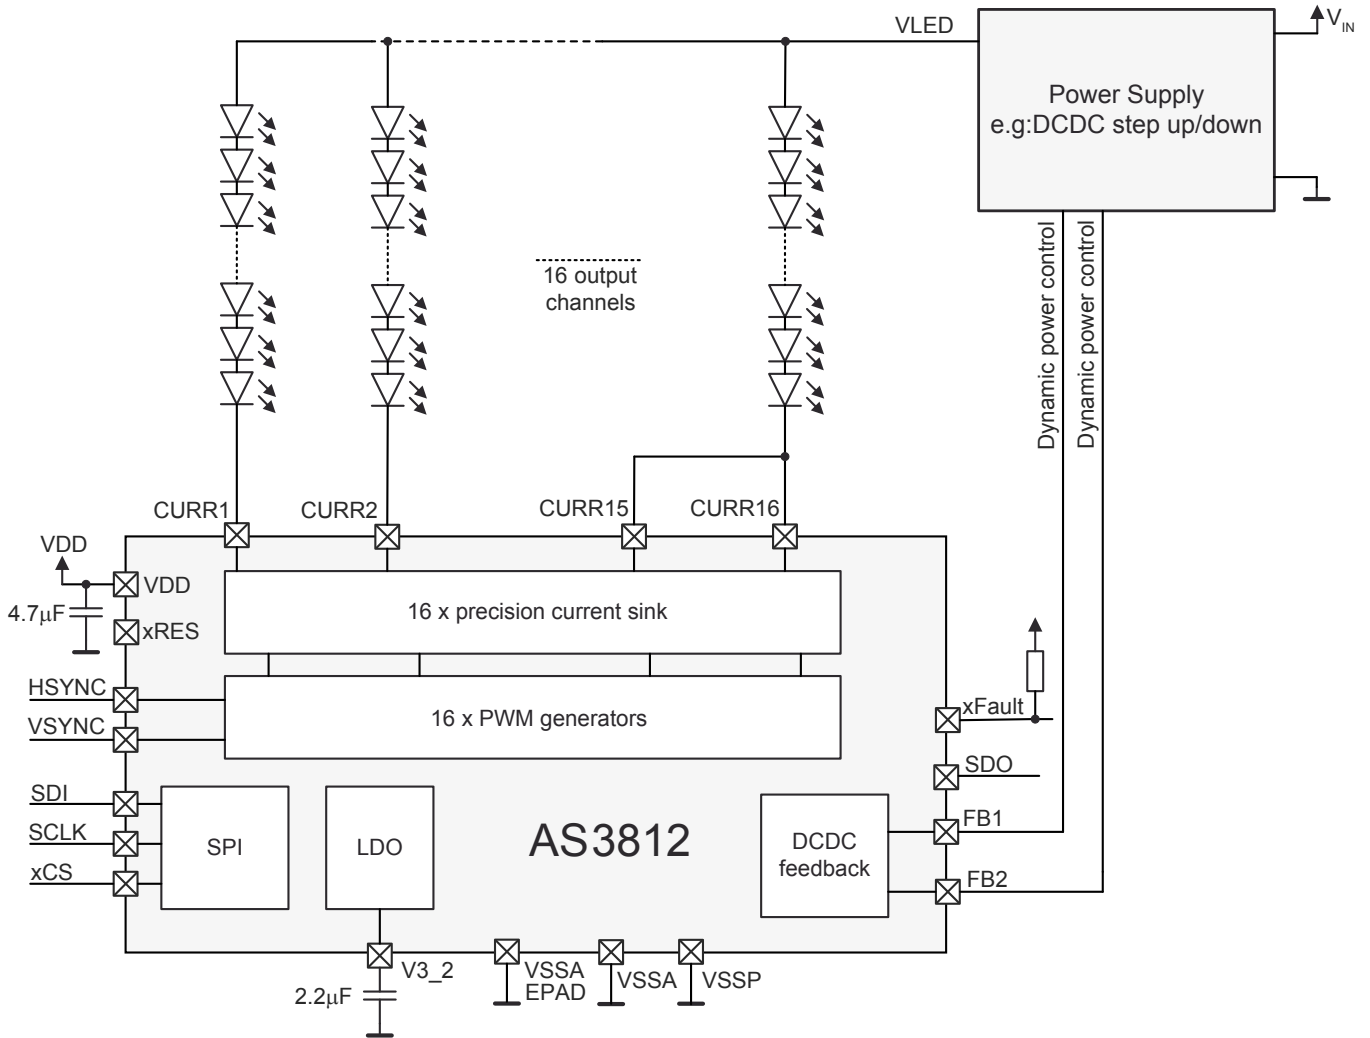 VLED
V_IN
Power Supply
e.g:DCDC step up/down
16 output
channels
Dynamic power control
Dynamic power control
CURR1
CURR2
CURR15
CURR16
VDD
VDD
4.7μF
xRES
16 x precision current sink
HSYNC
VSYNC
16 x PWM generators
xFault
SDO
SDI
SCLK
xCS
SPI
LDO
AS3812
DCDC
feedback
FB1
FB2
V3_2
2.2μF
VSSA
EPAD
VSSA
VSSP